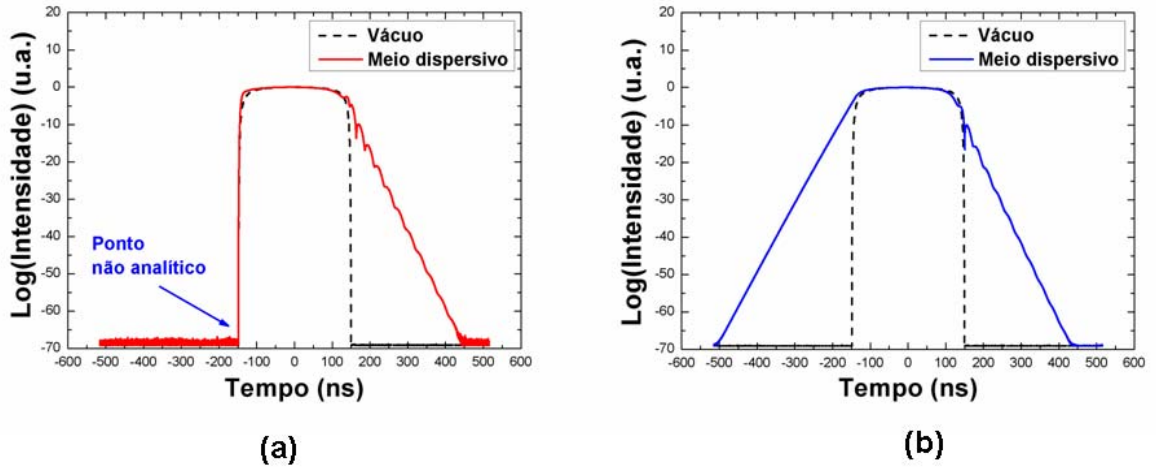 20
10
0
-10
-20
-30
-40
-50
-60
-70
Log(Intensidade) (u.a.)
Vácuo
Meio dispersivo
Ponto
não analítico
-600 -500 -400 -300 -200 -100 0 100 200 300 400 500 600
Tempo (ns)
(a)
20
10
0
-10
-20
-30
-40
-50
-60
-70
Log(Intensidade) (u.a.)
Vácuo
Meio dispersivo
-600 -500 -400 -300 -200 -100 0 100 200 300 400 500 600
Tempo (ns)
(b)